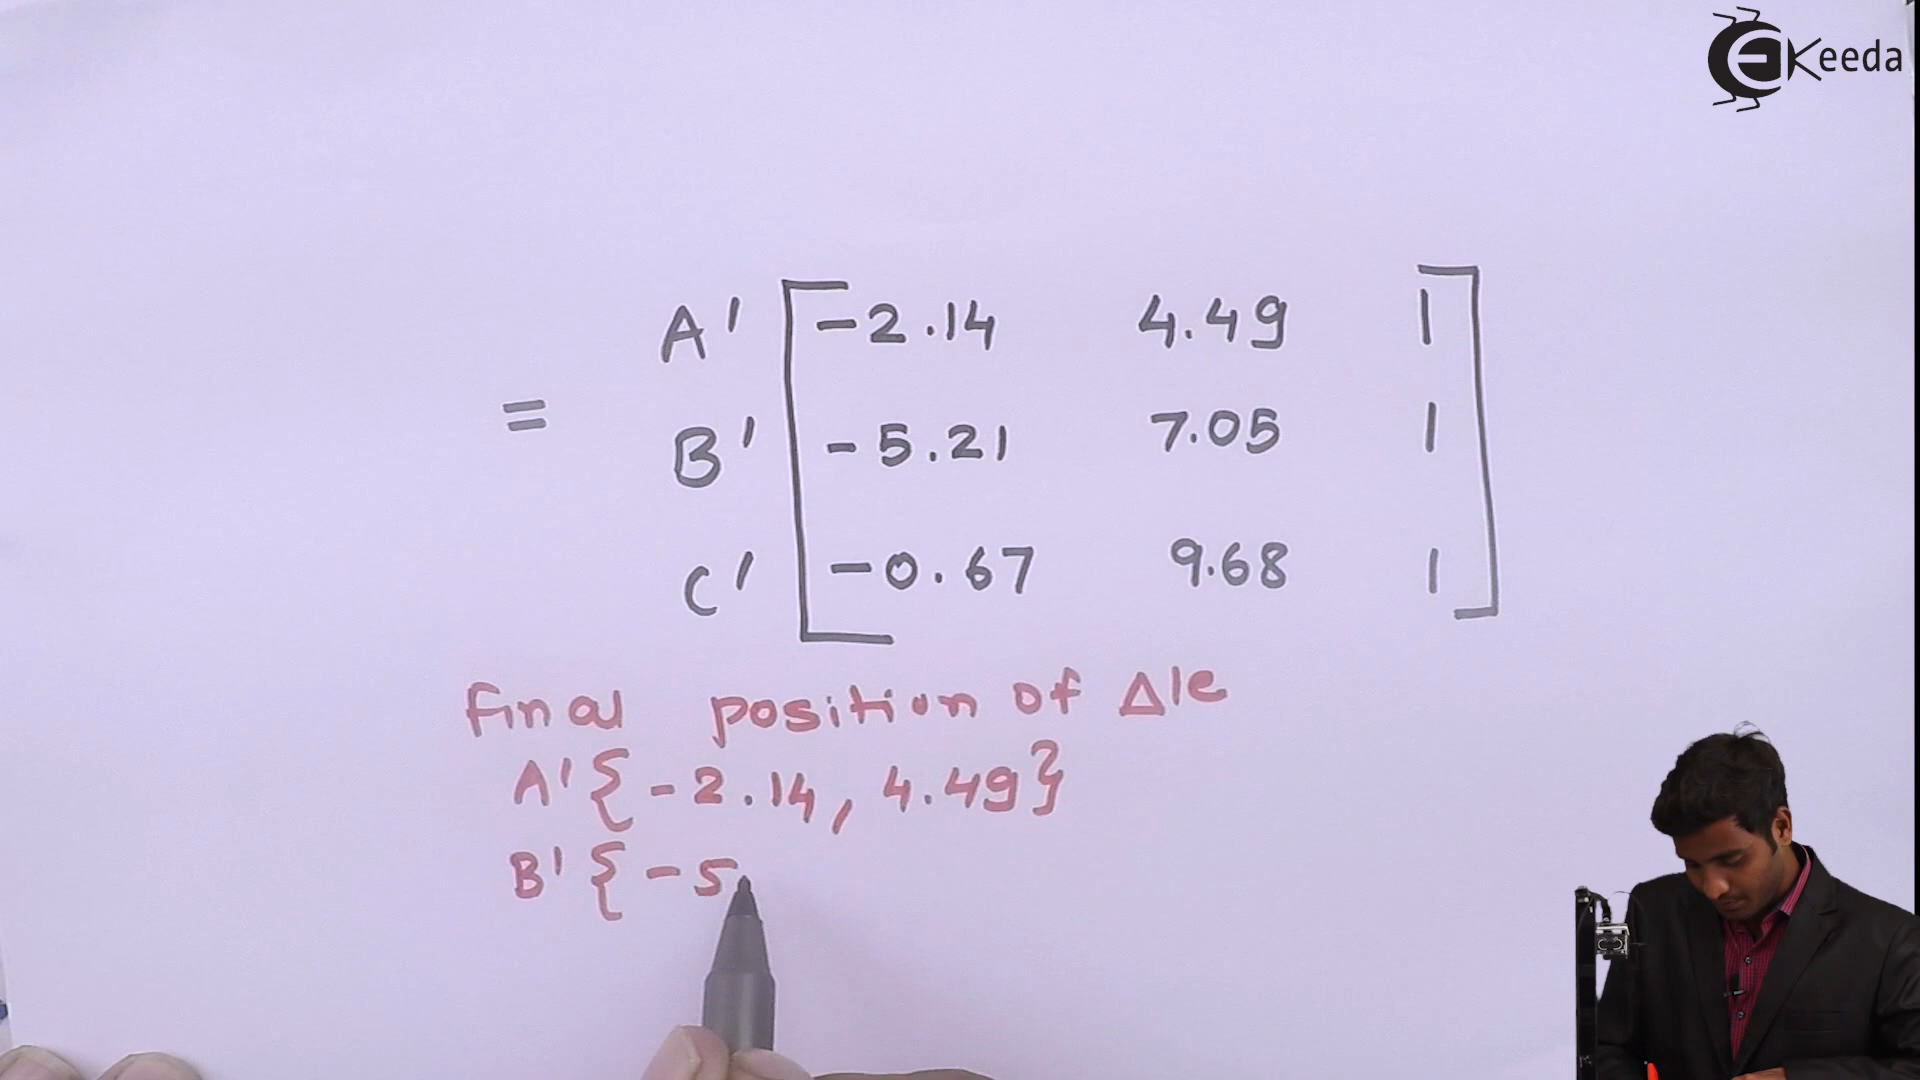 EKeeda
A' [ -2.14 4.49 1 ]
= B' [ -5.21 7.05 1 ]
C' [ -0.67 9.68 1 ]
Final position of Δle
A' { -2.14, 4.49 }
B' { -5.